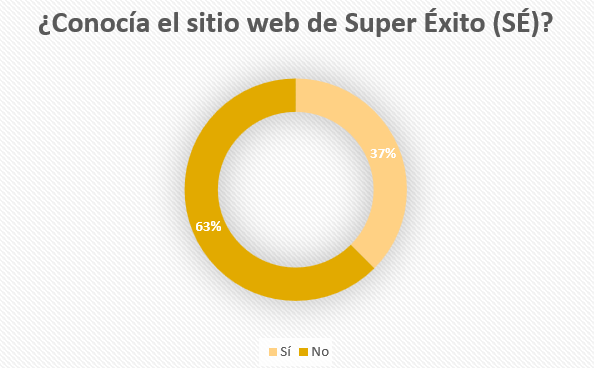 ¿Conocía el sitio web de Super Éxito (SÉ)?
37%
63%
Sí No